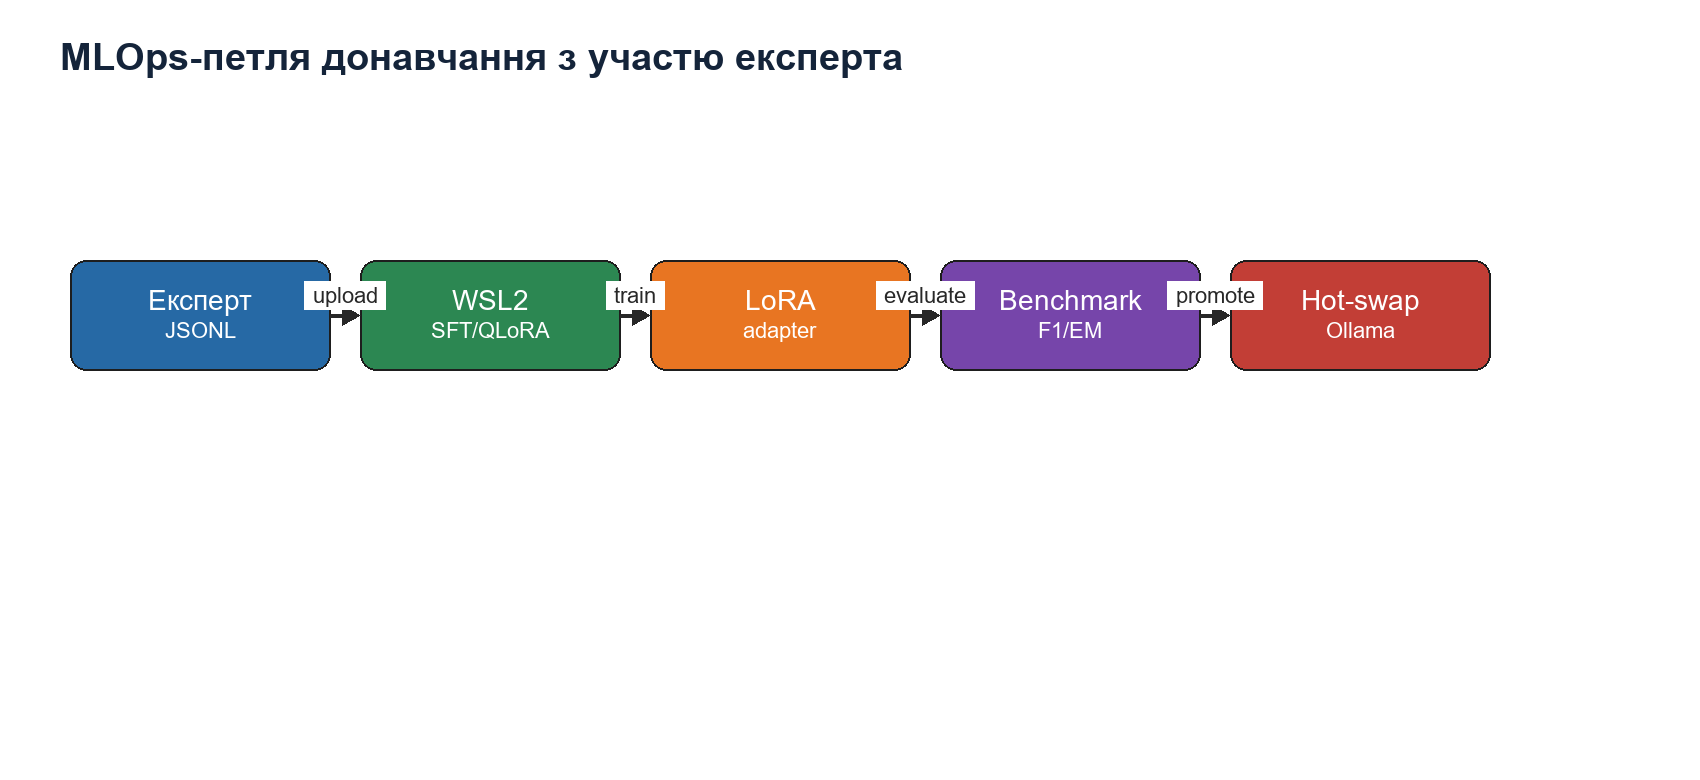 MLOps-петля донавчання з участю експерта
Експерт
JSONL
upload
WSL2
SFT/QLoRA
train
LoRA
adapter
evaluate
Benchmark
F1/EM
promote
Hot-swap
Ollama